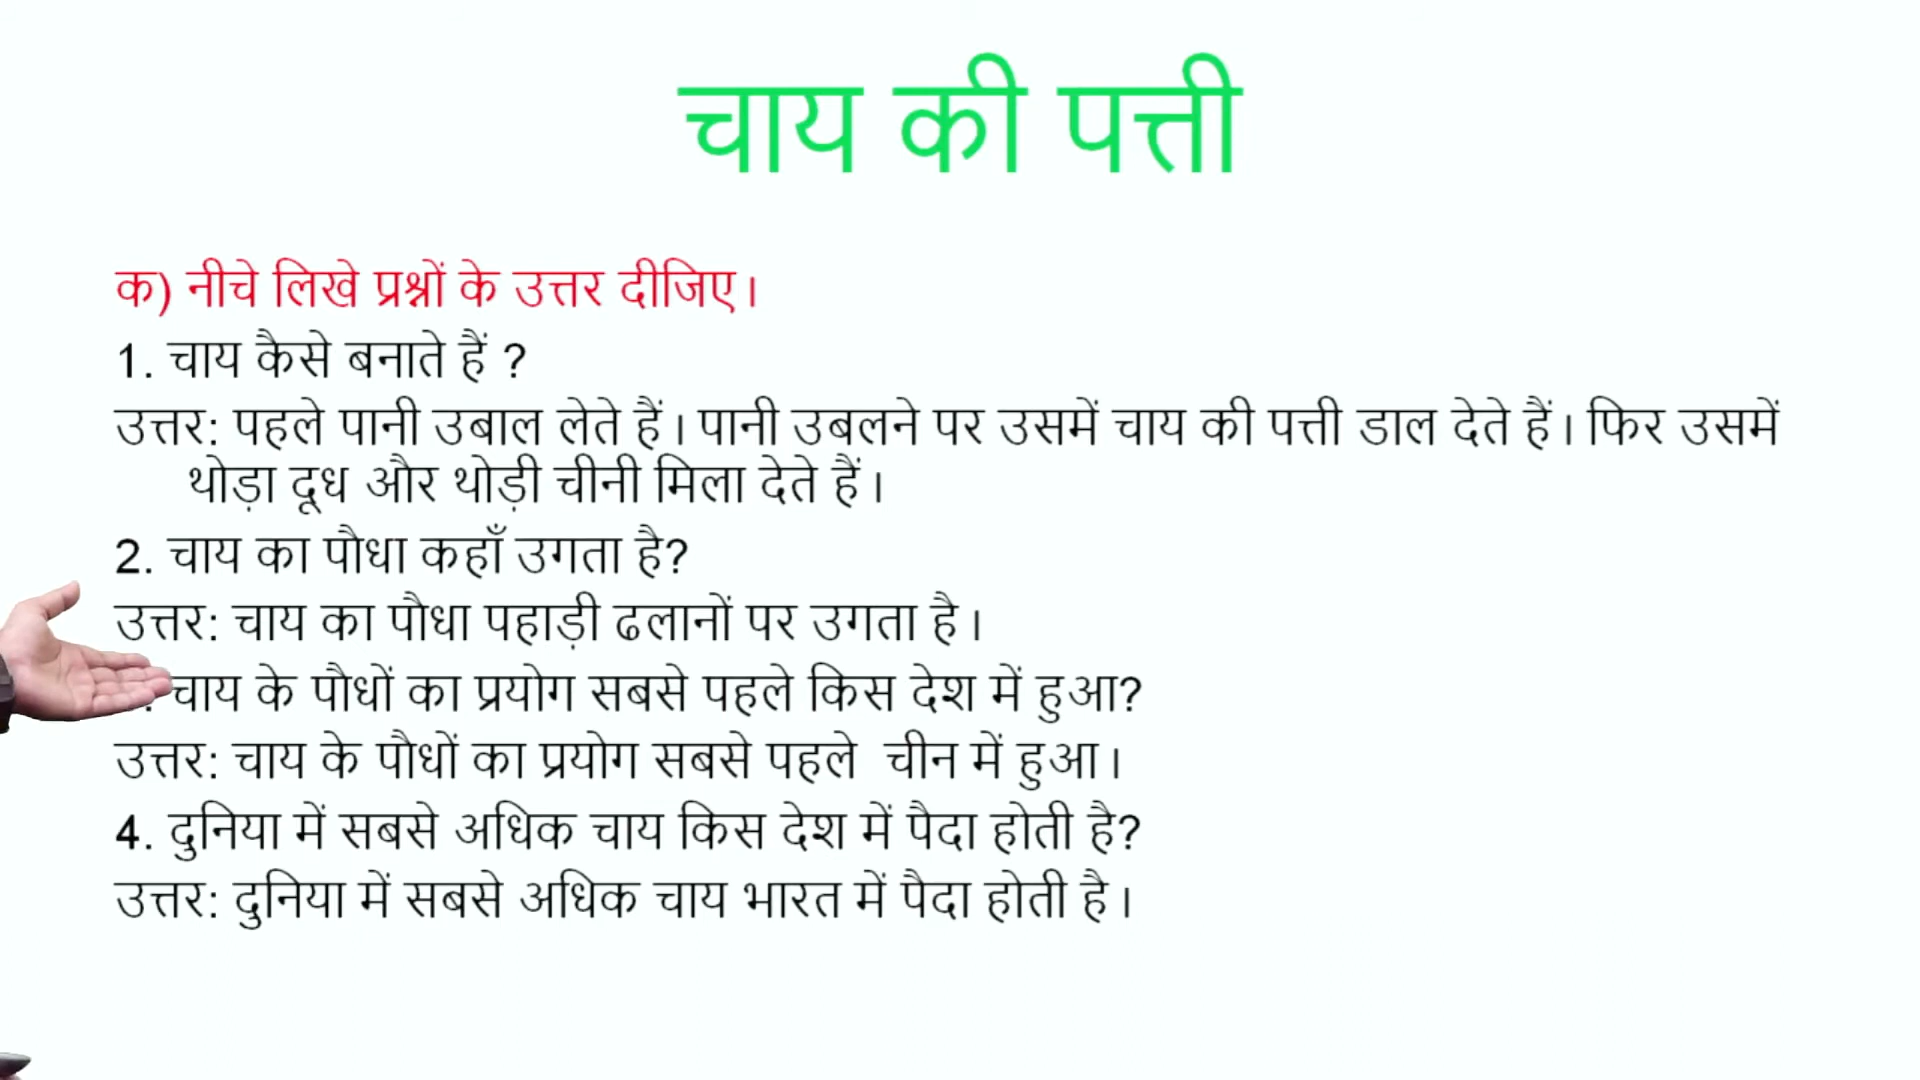 चाय की पत्ती
क) नीचे लिखे प्रश्नों के उत्तर दीजिए।
1. चाय कैसे बनाते हैं ?
उत्तर: पहले पानी उबाल लेते हैं। पानी उबलने पर उसमें चाय की पत्ती डाल देते हैं। फिर उसमें
थोड़ा दूध और थोड़ी चीनी मिला देते हैं।
2. चाय का पौधा कहाँ उगता है?
उत्तर: चाय का पौधा पहाड़ी ढलानों पर उगता है।
. चाय के पौधों का प्रयोग सबसे पहले किस देश में हुआ?
उत्तर: चाय के पौधों का प्रयोग सबसे पहले  चीन में हुआ।
4. दुनिया में सबसे अधिक चाय किस देश में पैदा होती है?
उत्तर: दुनिया में सबसे अधिक चाय भारत में पैदा होती है।